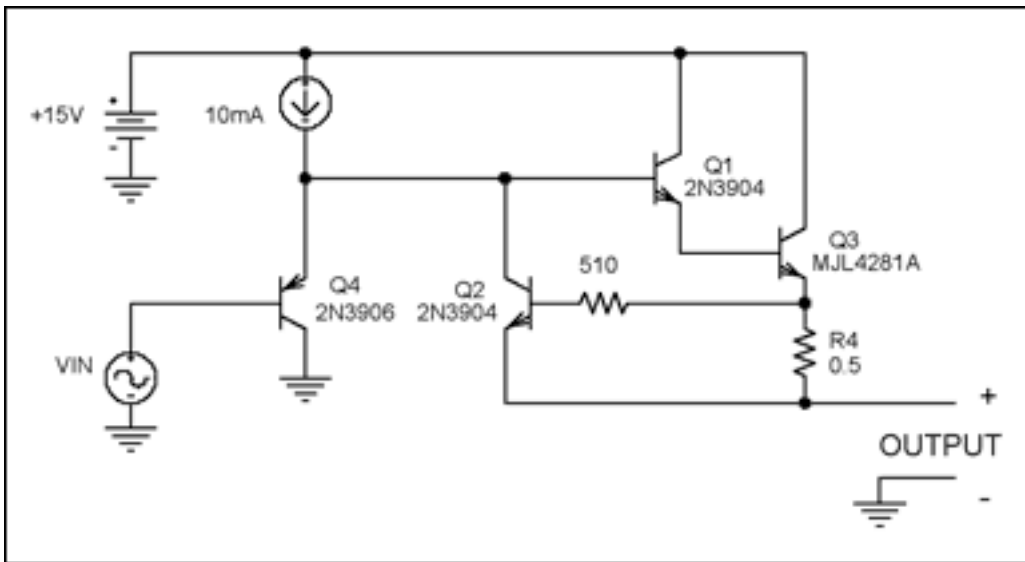 +15V
10mA
Q1
2N3904
Q3
MJL4281A
510
Q4
2N3906
Q2
2N3904
VIN
R4
0.5
+
OUTPUT
-